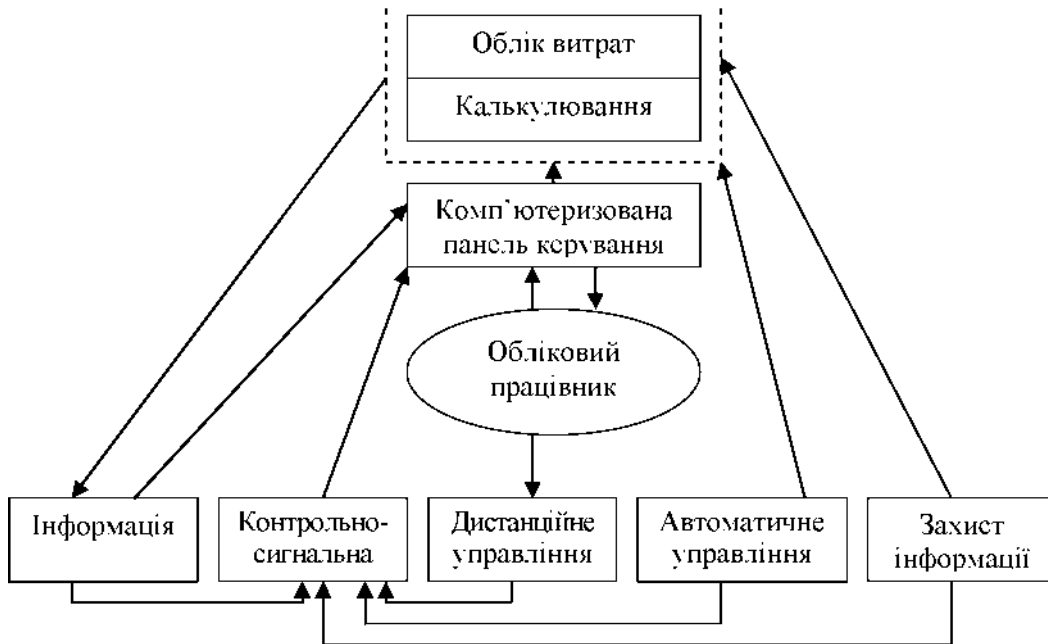 Облік витрат
Калькулювання
Комп’ютеризована
панель керування
Обліковий
працівник
Інформація
Контрольно-
сигнальна
Дистанційне
управління
Автоматичне
управління
Захист
інформації